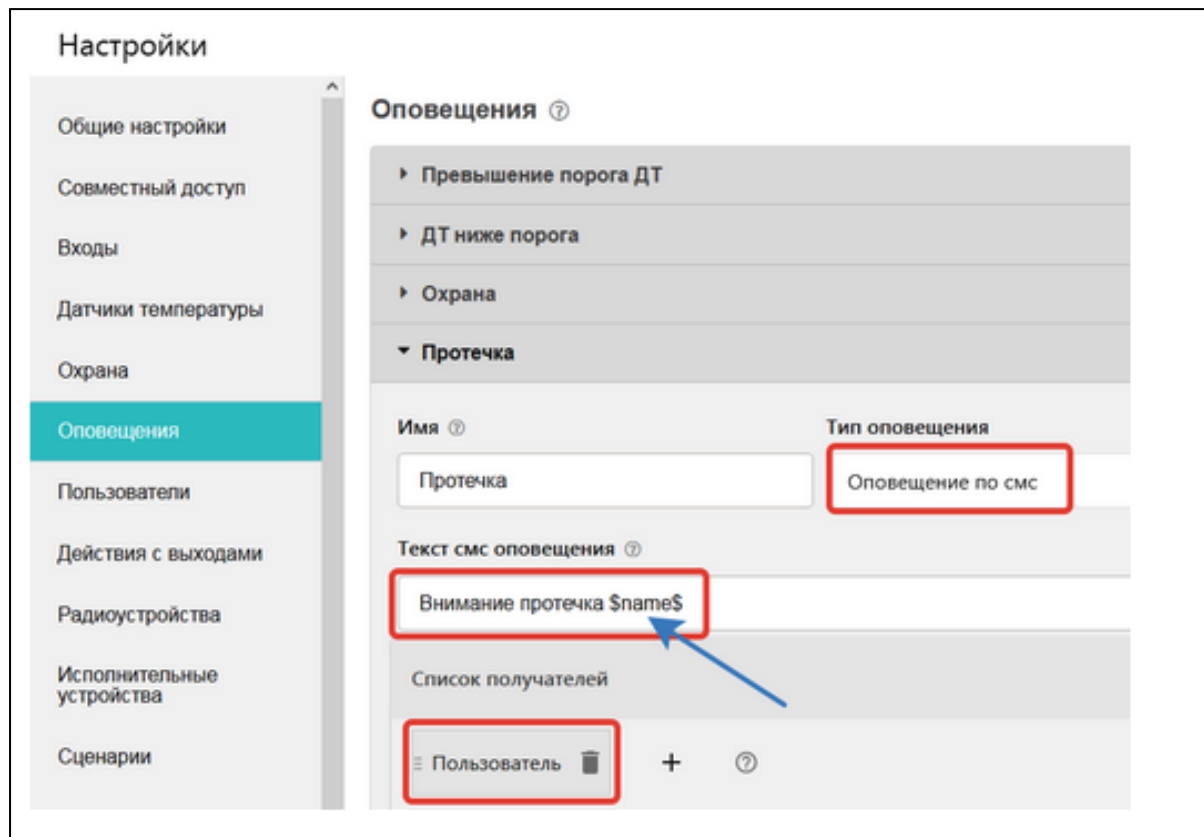 Настройки
Общие настройки
Совместный доступ
Входы
Датчики температуры
Охрана
Оповещения
Пользователи
Действия с выходами
Радиоустройства
Исполнительные
устройства
Сценарии
Оповещения ?
Превышение порога ДТ
ДТ ниже порога
Охрана
Протечка
Имя ?
Тип оповещения
Протечка
Оповещение по смс
Текст смс оповещения ?
Внимание протечка $name$
Список получателей
Пользователь + ?